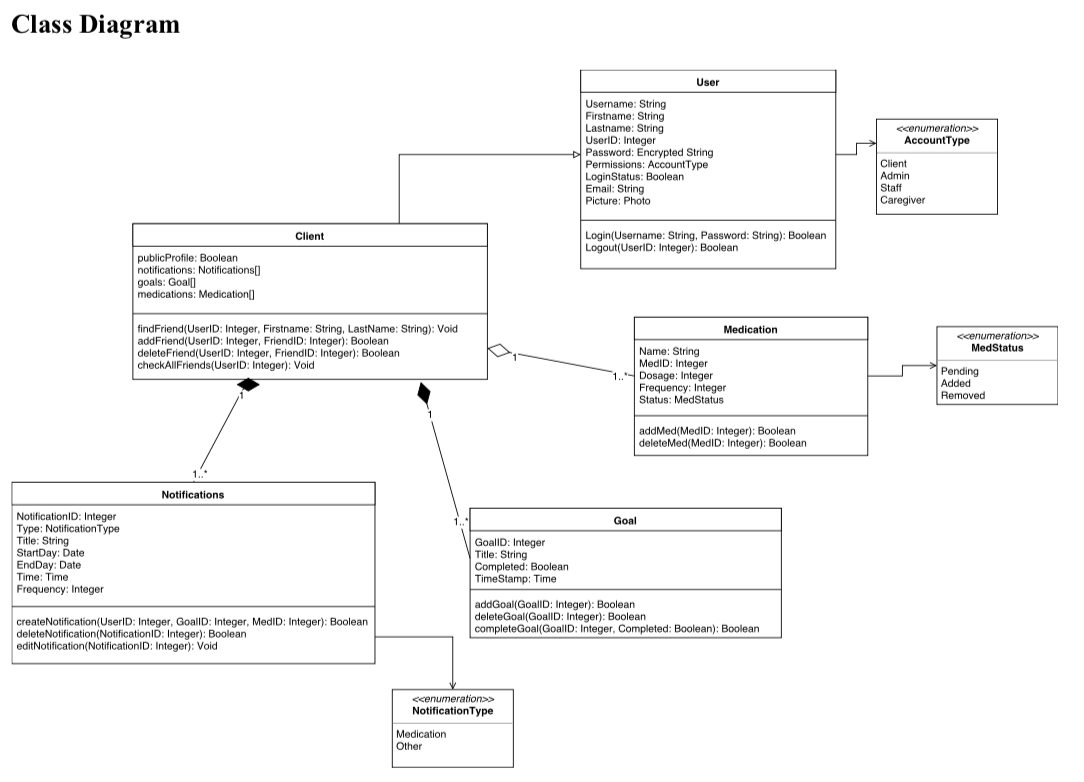 Class Diagram
User
Username: String
Firstname: String
Lastname: String
UserID: Integer
Password: Encrypted String
Permissions: AccountType
LoginStatus: Boolean
Email: String
Picture: Photo
Login(Username: String, Password: String): Boolean
Logout(UserID: Integer): Boolean
<<enumeration>>
AccountType
Client
Admin
Staff
Caregiver
Client
publicProfile: Boolean
notifications: Notifications[]
goals: Goal[]
medications: Medication[]
findFriend(UserID: Integer, Firstname: String, LastName: String): Void
addFriend(UserID: Integer, FriendID: Integer): Boolean
deleteFriend(UserID: Integer, FriendID: Integer): Boolean
checkAllFriends(UserID: Integer): Void
1
1..*
Medication
Name: String
MedID: Integer
Dosage: Integer
Frequency: Integer
Status: MedStatus
addMed(MedID: Integer): Boolean
deleteMed(MedID: Integer): Boolean
<<enumeration>>
MedStatus
Pending
Added
Removed
1
1..*
Notifications
NotificationID: Integer
Type: NotificationType
Title: String
StartDay: Date
EndDay: Date
Time: Time
Frequency: Integer
createNotification(UserID: Integer, GoalID: Integer, MedID: Integer): Boolean
deleteNotification(NotificationID: Integer): Boolean
editNotification(NotificationID: Integer): Void
1
1..*
Goal
GoalID: Integer
Title: String
Completed: Boolean
TimeStamp: Time
addGoal(GoalID: Integer): Boolean
deleteGoal(GoalID: Integer): Boolean
completeGoal(GoalID: Integer, Completed: Boolean): Boolean
<<enumeration>>
NotificationType
Medication
Other